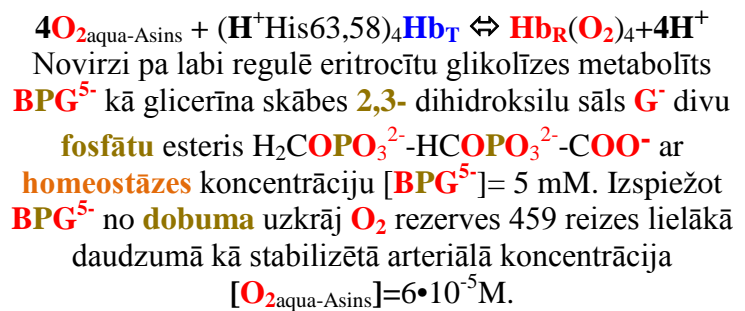 4O₂aqua-Asins + (H⁺His63,58)₄Hb_T ⇔ Hb_R(O₂)₄+4H⁺
Novirzi pa labi regulē eritrocītu glikolīzes metabolīts
BPG⁵⁻ kā glicerīna skābes 2,3- dihidroksilu sāls G⁻ divu
fosfātu esteris H₂COPO₃²⁻-HCOPO₃²⁻-COO⁻ ar
homeostāzes koncentrāciju [BPG⁵⁻]= 5 mM. Izspiežot
BPG⁵⁻ no dobuma uzkrāj O₂ rezerves 459 reizes lielākā
daudzumā kā stabilizētā arteriālā koncentrācija
[O₂aqua-Asins]=6•10⁻⁵M.